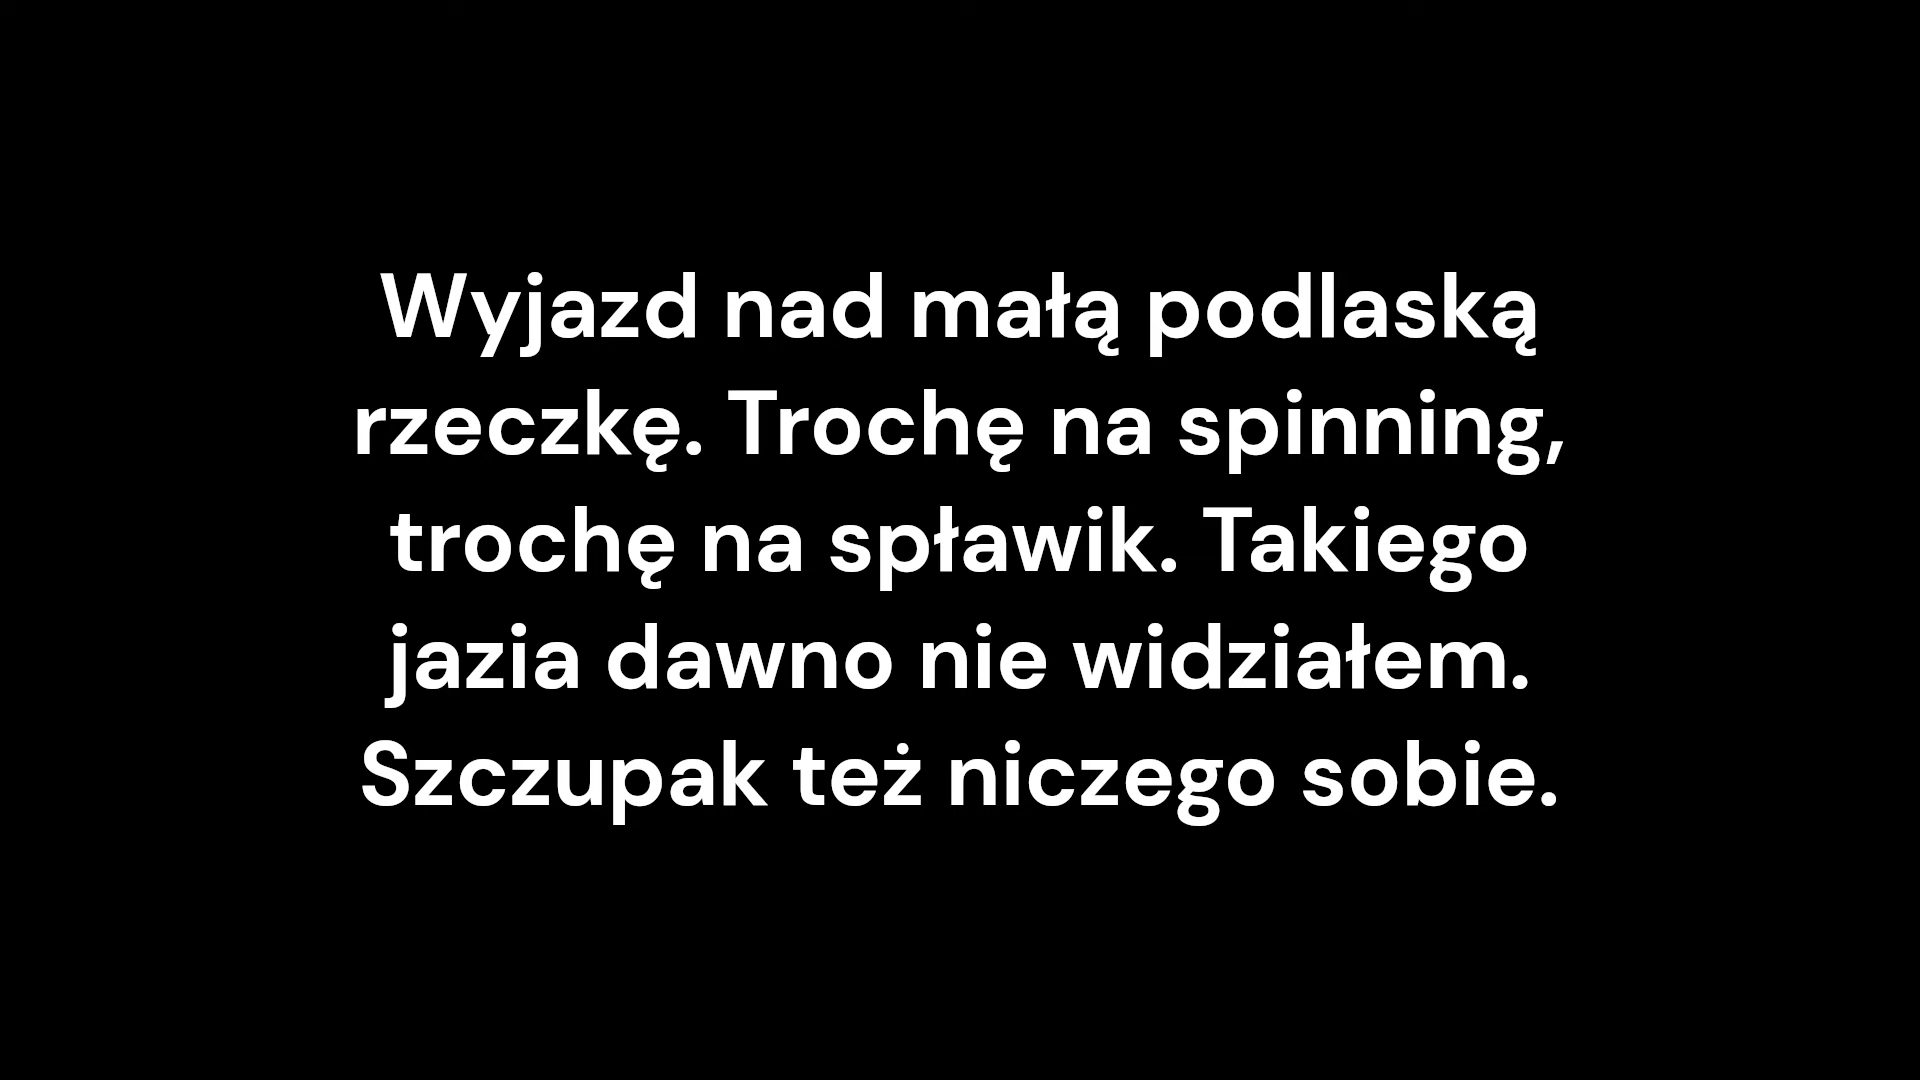 Wyjazd nad małą podlaską
rzeczkę. Trochę na spinning,
trochę na spławik. Takiego
jazia dawno nie widziałem.
Szczupak też niczego sobie.